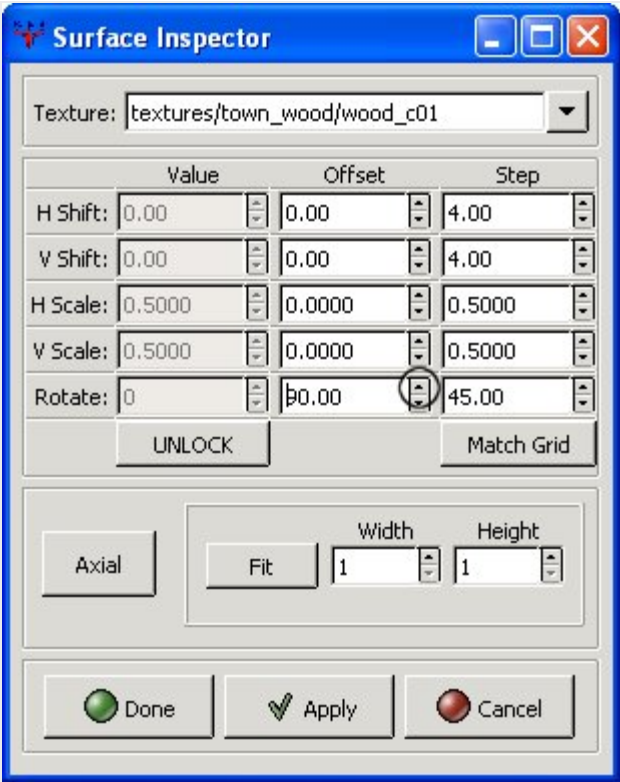 Surface Inspector
Texture: textures/town_wood/wood_c01
Value Offset Step
H Shift: 0.00 0.00 4.00
V Shift: 0.00 0.00 4.00
H Scale: 0.5000 0.0000 0.5000
V Scale: 0.5000 0.0000 0.5000
Rotate: 0 90.00 45.00
UNLOCK Match Grid
Width Height
Axial Fit 1 1
Done Apply Cancel